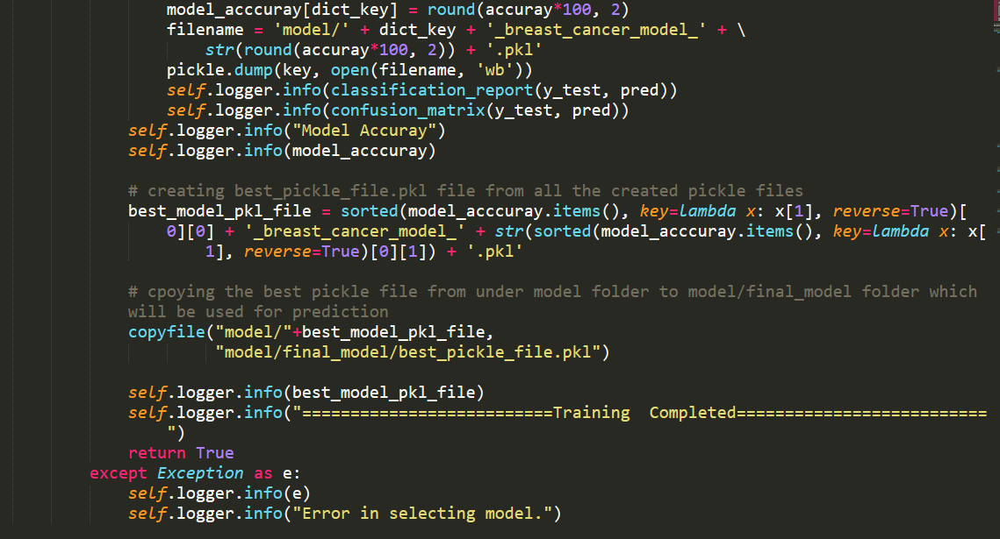 model_acccuray[dict_key] = round(accuray*100, 2)
filename = 'model/' + dict_key + '_breast_cancer_model_' + \
str(round(accuray*100, 2)) + '.pkl'
pickle.dump(key, open(filename, 'wb'))
self.logger.info(classification_report(y_test, pred))
self.logger.info(confusion_matrix(y_test, pred))
self.logger.info("Model Accuray")
self.logger.info(model_acccuray)
# creating best_pickle_file.pkl file from all the created pickle files
best_model_pkl_file = sorted(model_acccuray.items(), key=lambda x: x[1], reverse=True)[
0][0] + '_breast_cancer_model_' + str(sorted(model_acccuray.items(), key=lambda x: x[
1], reverse=True)[0][1]) + '.pkl'
# cpoying the best pickle file from under model folder to model/final_model folder which
will be used for prediction
copyfile("model/"+best_model_pkl_file,
"model/final_model/best_pickle_file.pkl")
self.logger.info(best_model_pkl_file)
self.logger.info("==========================Training  Completed==========================
")
return True
except Exception as e:
self.logger.info(e)
self.logger.info("Error in selecting model.")